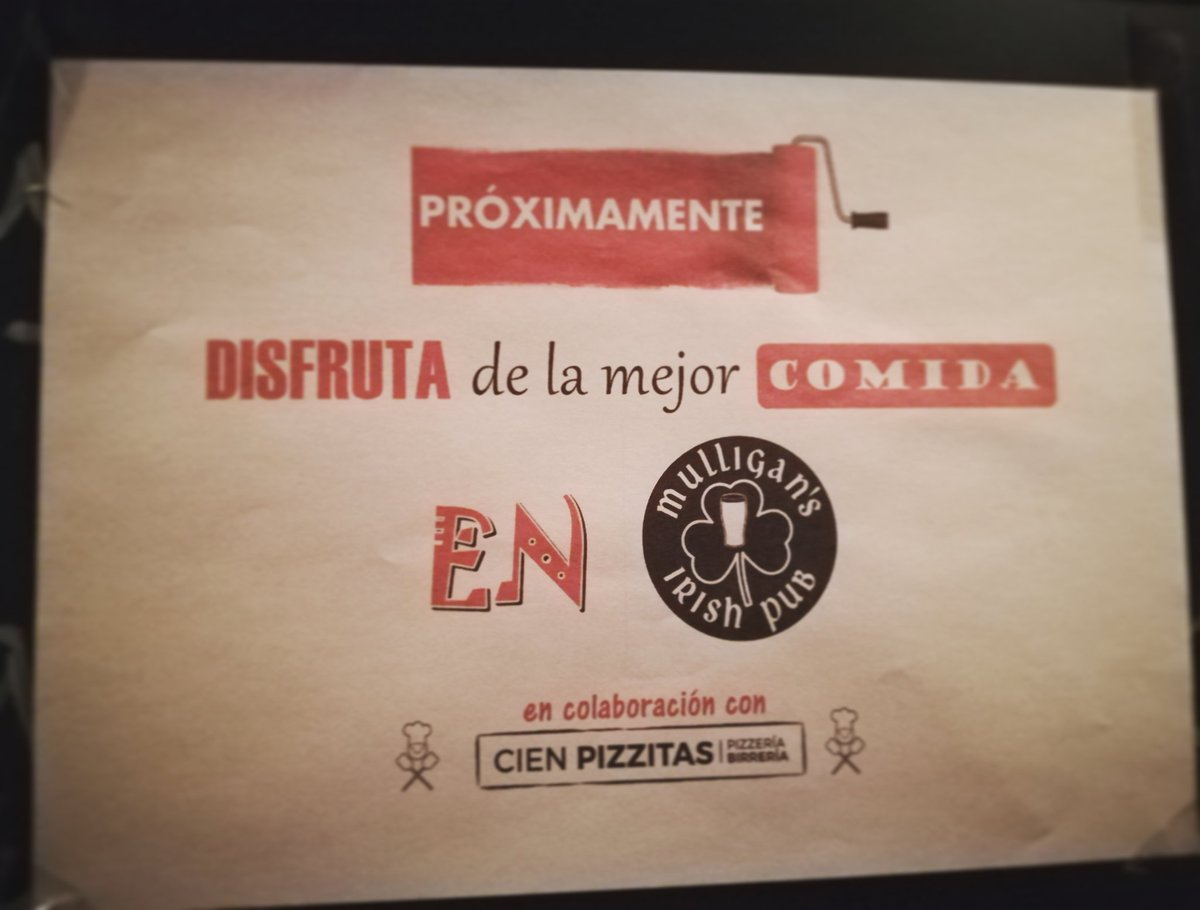 PRÓXIMAMENTE
DISFRUTA de la mejor COMIDA
EN
mulligan's
IRISH PUB
en colaboración con
CIEN PIZZITAS | PIZZERÍA
BIRRERÍA